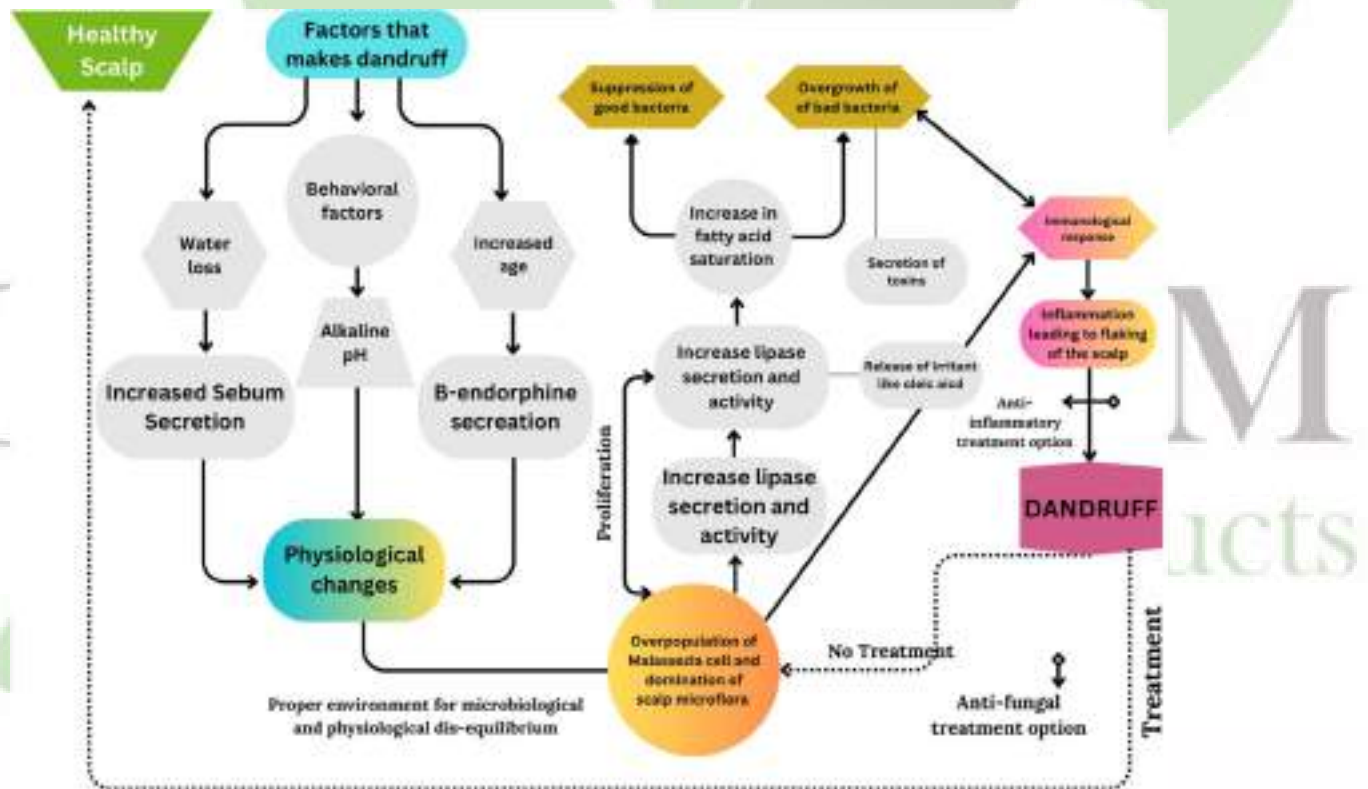 Healthy
Scalp
Factors that
makes dandruff
Suppression of
good bacteria
Overgrowth of
of bad bacteria
Behavioral
factors
Water
loss
Increased
age
Increase in
fatty acid
saturation
Immunological
response
Secretion of
toxins
Alkaline
pH
Inflammation
leading to flaking
of the scalp
Increase lipase
secretion and
activity
Release of irritant
like oleic aicd
Increased Sebum
Secretion
B-endorphine
secreation
Anti-
inflammatory
treatment option
Proliferation
Increase lipase
secretion and
activity
DANDRUFF
Physiological
changes
Overpopulation of
cell and
domination of
scalp microflora
No Treatment
Treatment
Proper environment for microbiological
and physiological dis-equilibrium
Anti-fungal
treatment option
M
ucts